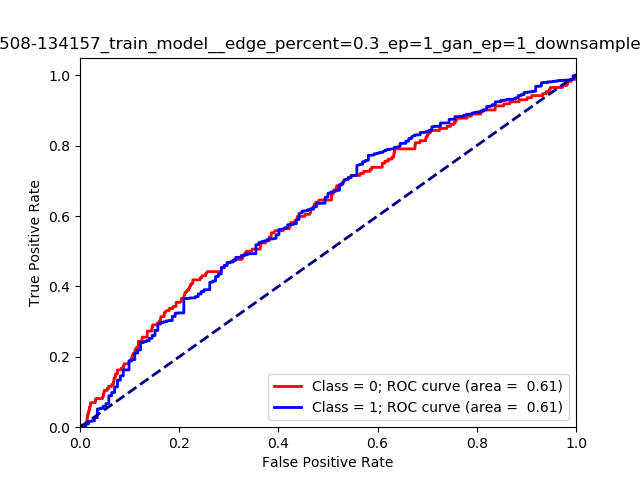 508-134157_train_model__edge_percent=0.3_ep=1_gan_ep=1_downsample
1.0
0.8
0.6
0.4
0.2
0.0
True Positive Rate
Class = 0; ROC curve (area =  0.61)
Class = 1; ROC curve (area =  0.61)
0.0 0.2 0.4 0.6 0.8 1.0
False Positive Rate